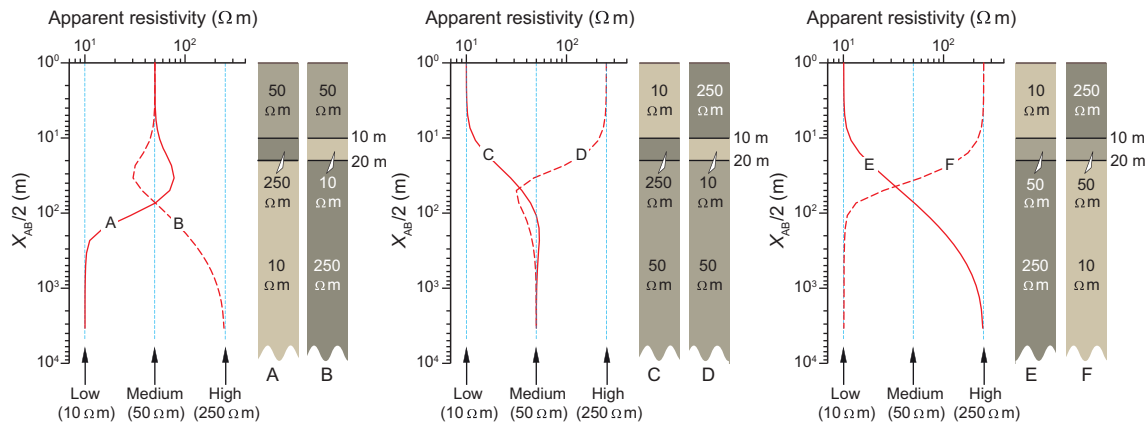 Apparent resistivity (Ω m)
10¹ 10²
10⁰
10¹
10²
10³
10⁴
X_AB/2 (m)
A
B
50
Ω m
250
Ω m
10
Ω m
A
50
Ω m
10
Ω m
250
Ω m
B
10 m
20 m
Low
(10 Ω m)
Medium
(50 Ω m)
High
(250 Ω m)
Apparent resistivity (Ω m)
10¹ 10²
10⁰
10¹
10²
10³
10⁴
X_AB/2 (m)
C
D
10
Ω m
250
Ω m
50
Ω m
C
250
Ω m
10
Ω m
50
Ω m
D
10 m
20 m
Low
(10 Ω m)
Medium
(50 Ω m)
High
(250 Ω m)
Apparent resistivity (Ω m)
10¹ 10²
10⁰
10¹
10²
10³
10⁴
X_AB/2 (m)
E
F
10
Ω m
50
Ω m
250
Ω m
E
250
Ω m
50
Ω m
10
Ω m
F
10 m
20 m
Low
(10 Ω m)
Medium
(50 Ω m)
High
(250 Ω m)